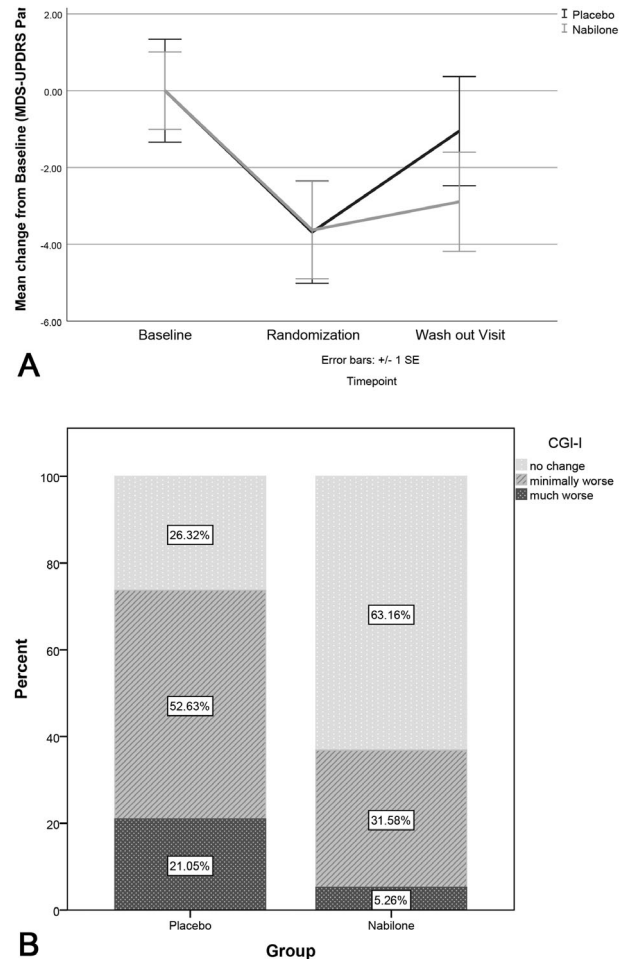 Placebo
Nabilone
Mean change from Baseline (MDS-UPDRS Par
2.00
0.00
-2.00
-4.00
-6.00
Baseline Randomization Wash out Visit
Error bars: +/- 1 SE
Timepoint
A
CGI-I
no change
minimally worse
much worse
Percent
100
80
60
40
20
0
26.32%
52.63%
21.05%
63.16%
31.58%
5.26%
Placebo Nabilone
Group
B